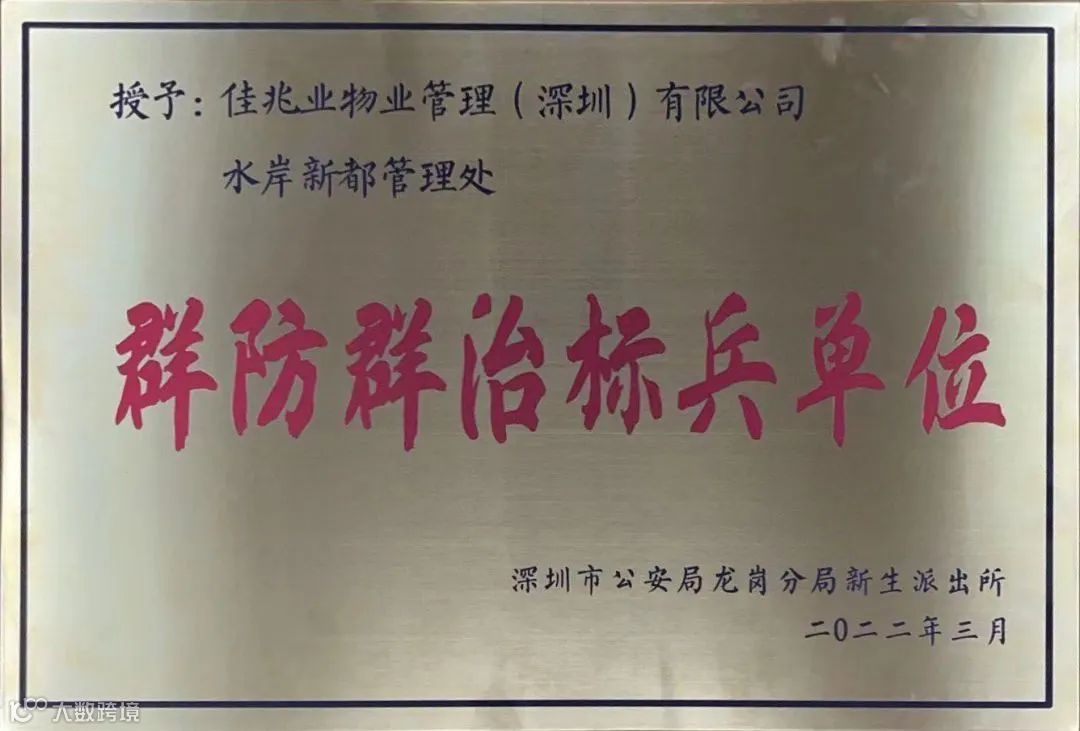 授予：佳兆业物业管理（深圳）有限公司
水岸新都管理处
群防群治标兵单位
深圳市公安局龙岗分局新生派出所
二0二二年三月
大数跨境